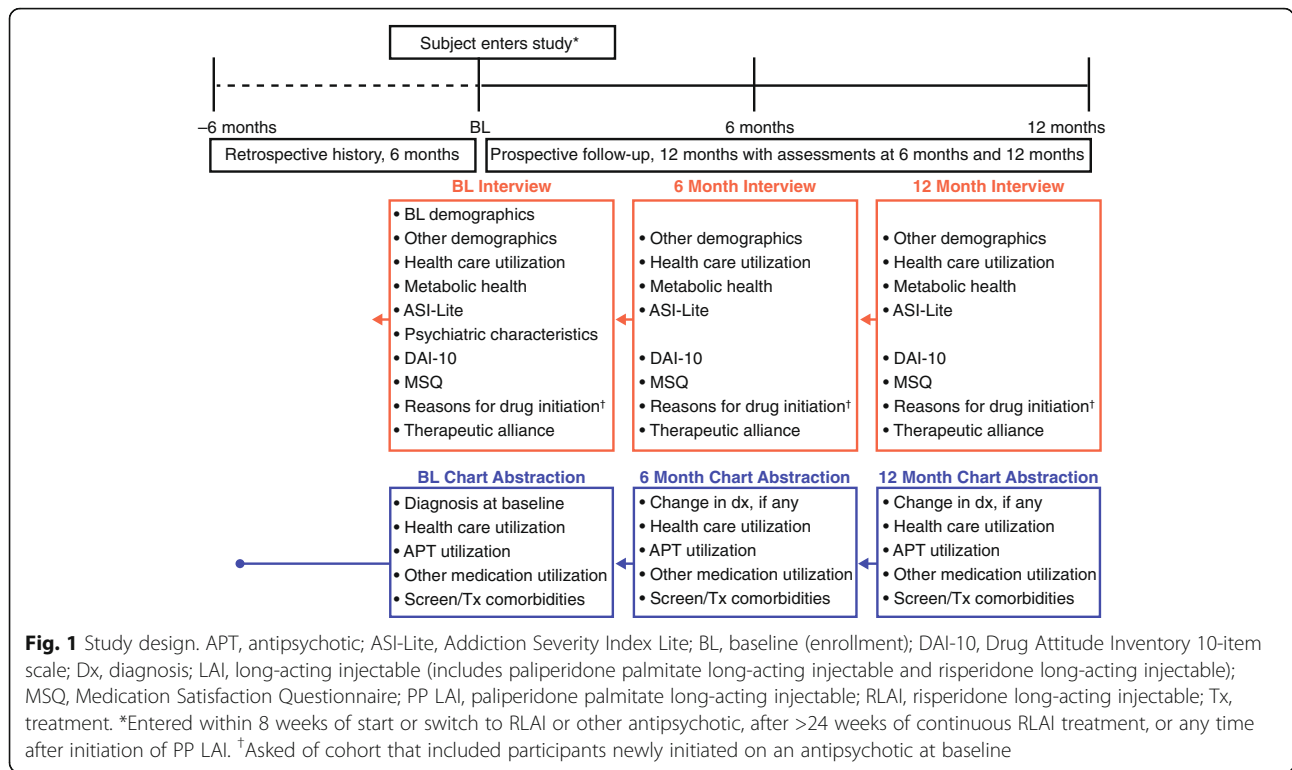 Subject enters study*
–6 months BL 6 months 12 months
Retrospective history, 6 months
Prospective follow-up, 12 months with assessments at 6 months and 12 months
BL Interview
• BL demographics
• Other demographics
• Health care utilization
• Metabolic health
• ASI-Lite
• Psychiatric characteristics
• DAI-10
• MSQ
• Reasons for drug initiation†
• Therapeutic alliance
6 Month Interview
• Other demographics
• Health care utilization
• Metabolic health
• ASI-Lite
• DAI-10
• MSQ
• Reasons for drug initiation†
• Therapeutic alliance
12 Month Interview
• Other demographics
• Health care utilization
• Metabolic health
• ASI-Lite
• DAI-10
• MSQ
• Reasons for drug initiation†
• Therapeutic alliance
BL Chart Abstraction
• Diagnosis at baseline
• Health care utilization
• APT utilization
• Other medication utilization
• Screen/Tx comorbidities
6 Month Chart Abstraction
• Change in dx, if any
• Health care utilization
• APT utilization
• Other medication utilization
• Screen/Tx comorbidities
12 Month Chart Abstraction
• Change in dx, if any
• Health care utilization
• APT utilization
• Other medication utilization
• Screen/Tx comorbidities
Fig. 1 Study design. APT, antipsychotic; ASI-Lite, Addiction Severity Index Lite; BL, baseline (enrollment); DAI-10, Drug Attitude Inventory 10-item
scale; Dx, diagnosis; LAI, long-acting injectable (includes paliperidone palmitate long-acting injectable and risperidone long-acting injectable);
MSQ, Medication Satisfaction Questionnaire; PP LAI, paliperidone palmitate long-acting injectable; RLAI, risperidone long-acting injectable; Tx,
treatment. *Entered within 8 weeks of start or switch to RLAI or other antipsychotic, after >24 weeks of continuous RLAI treatment, or any time
after initiation of PP LAI. †Asked of cohort that included participants newly initiated on an antipsychotic at baseline